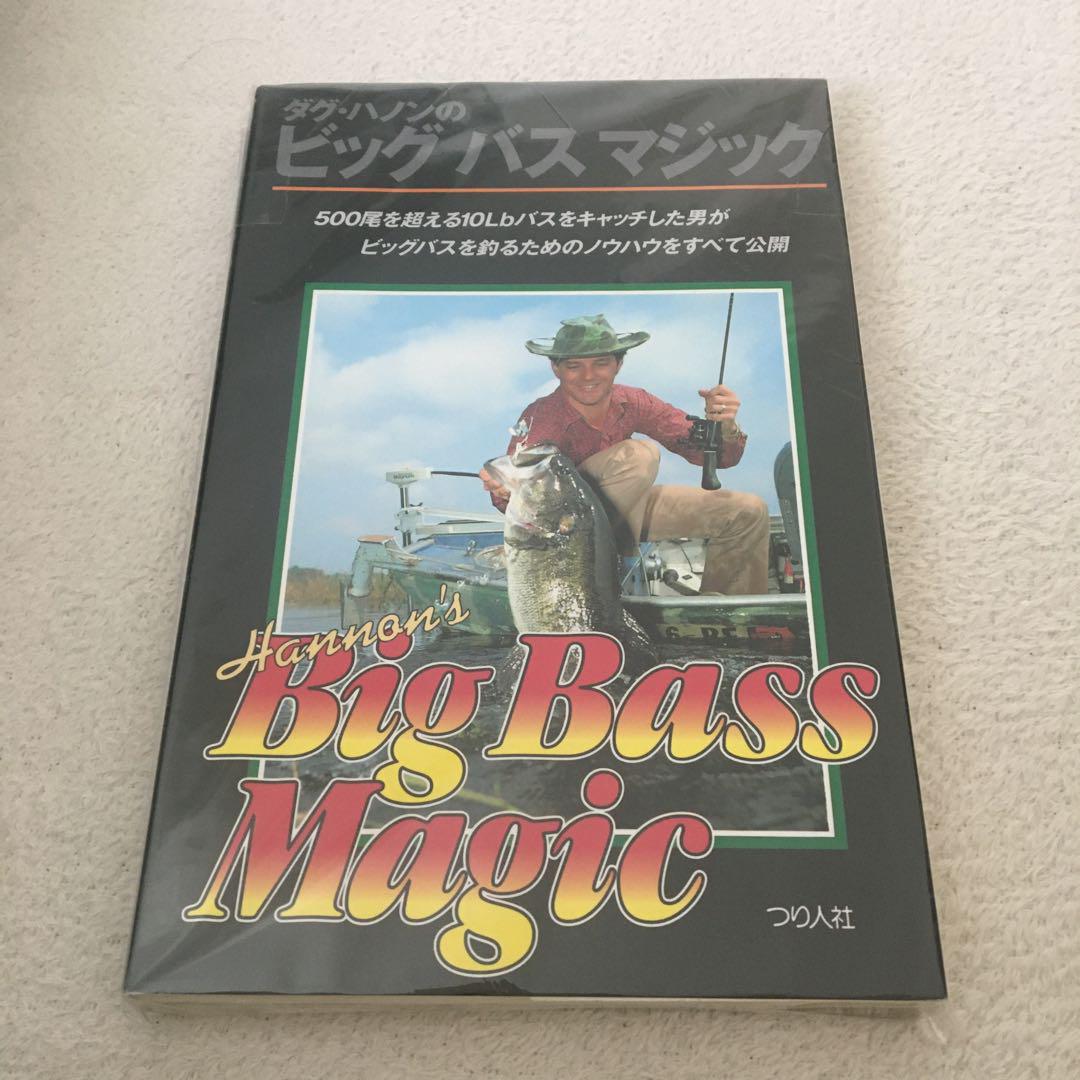 ダグ・ハノンの
ビッグ バス マジック
500尾を超える10Lbバスをキャッチした男が
ビッグバスを釣るためのノウハウをすべて公開
Hannon's
Big Bass
Magic
つり人社